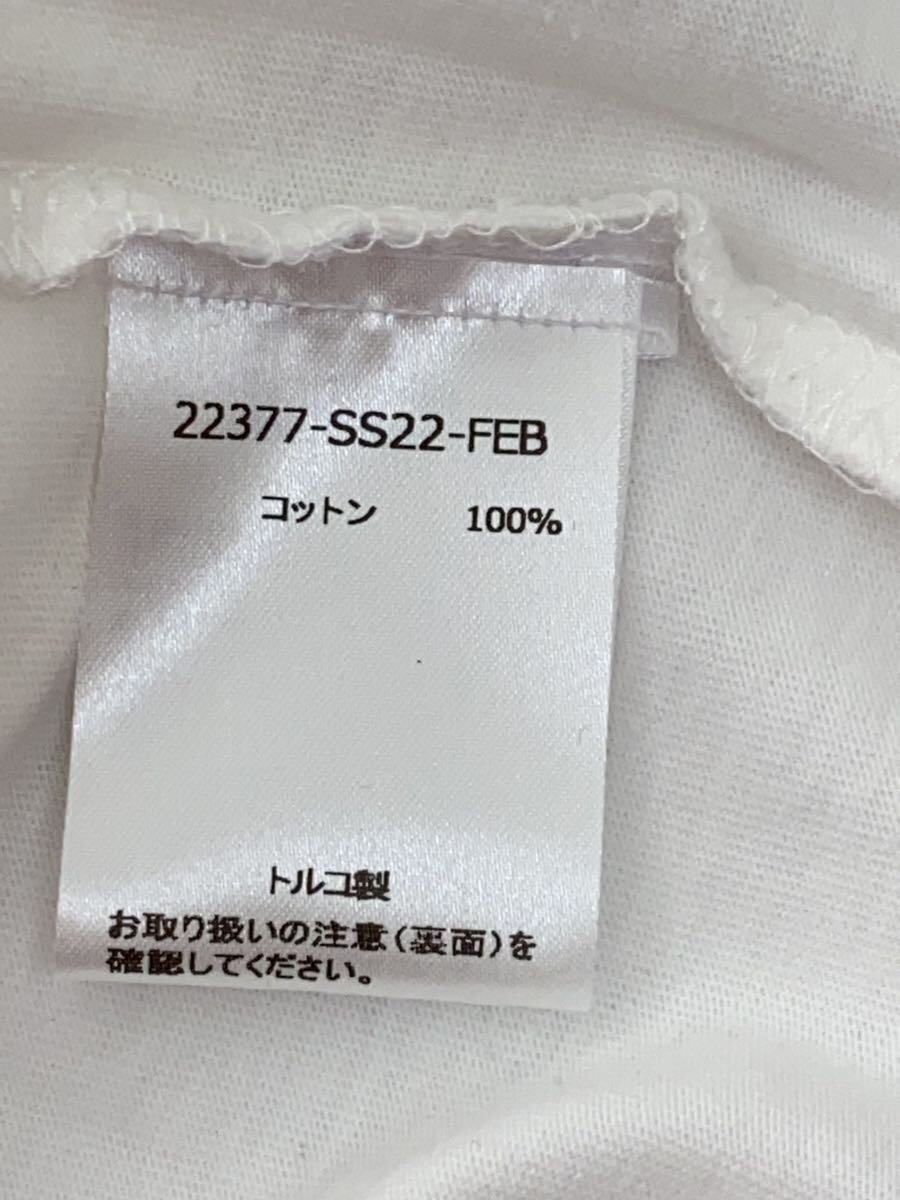 22377-SS22-FEB
コットン 100%
トルコ製
お取り扱いの注意(裏面)を
確認してください。